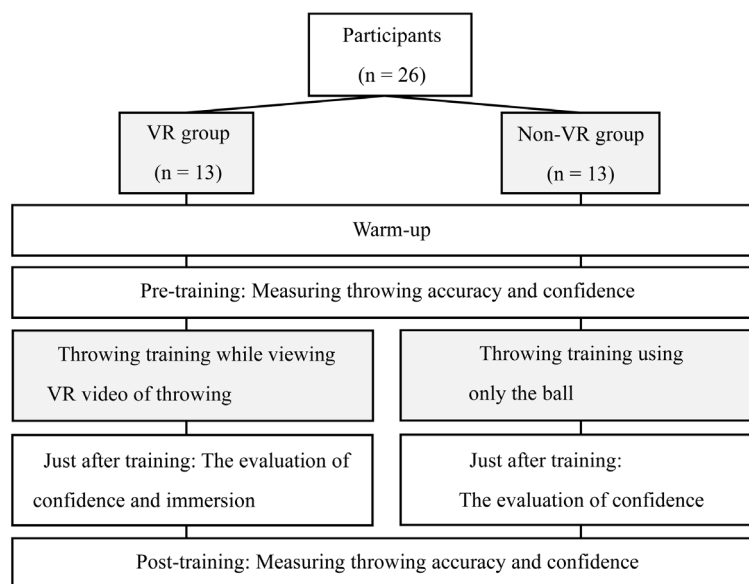 Participants
(n = 26)
VR group
(n = 13)
Non-VR group
(n = 13)
Warm-up
Pre-training: Measuring throwing accuracy and confidence
Throwing training while viewing
VR video of throwing
Throwing training using
only the ball
Just after training: The evaluation of
confidence and immersion
Just after training:
The evaluation of confidence
Post-training: Measuring throwing accuracy and confidence